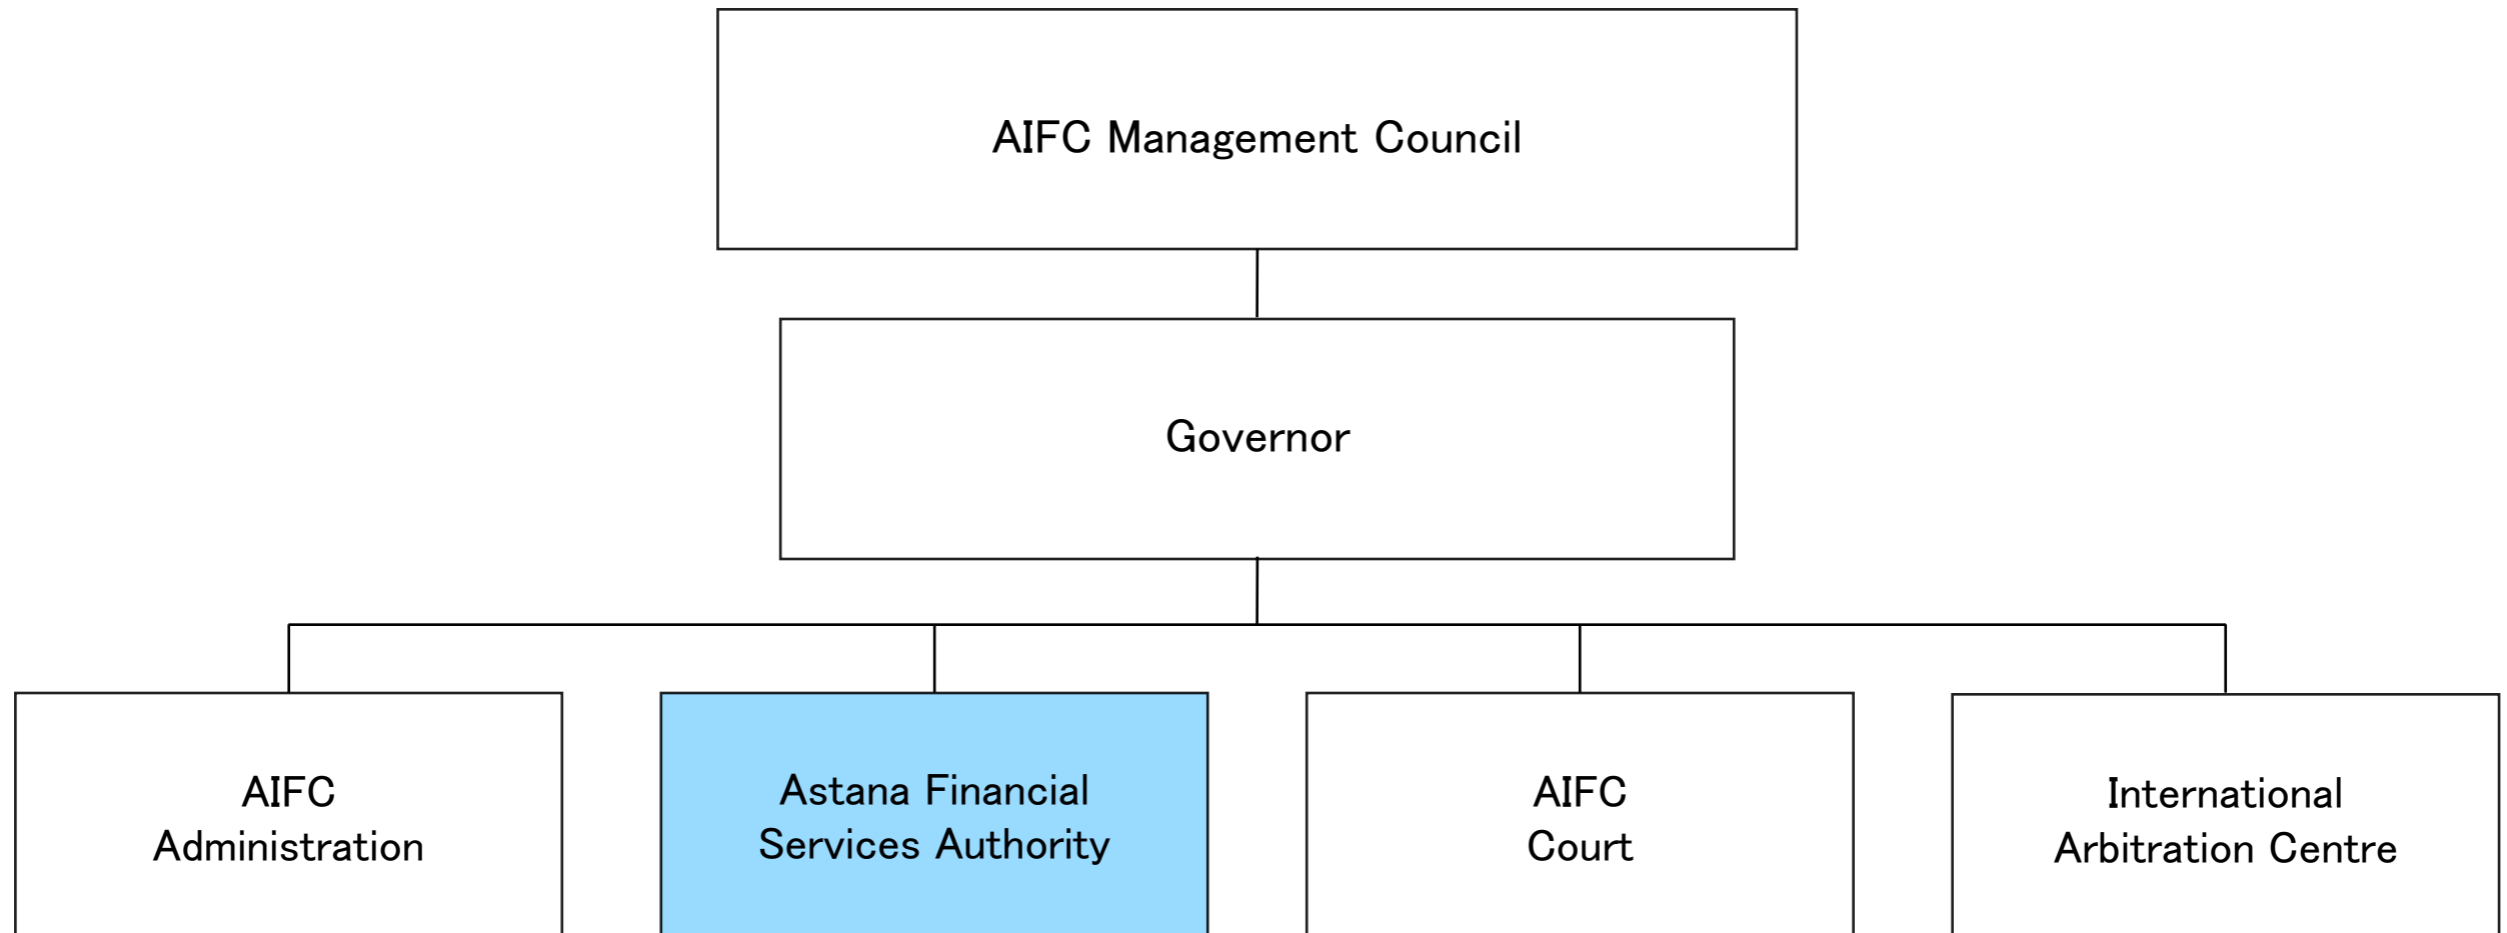 AIFC Management Council
Governor
AIFC
Administration
Astana Financial
Services Authority
AIFC
Court
International
Arbitration Centre